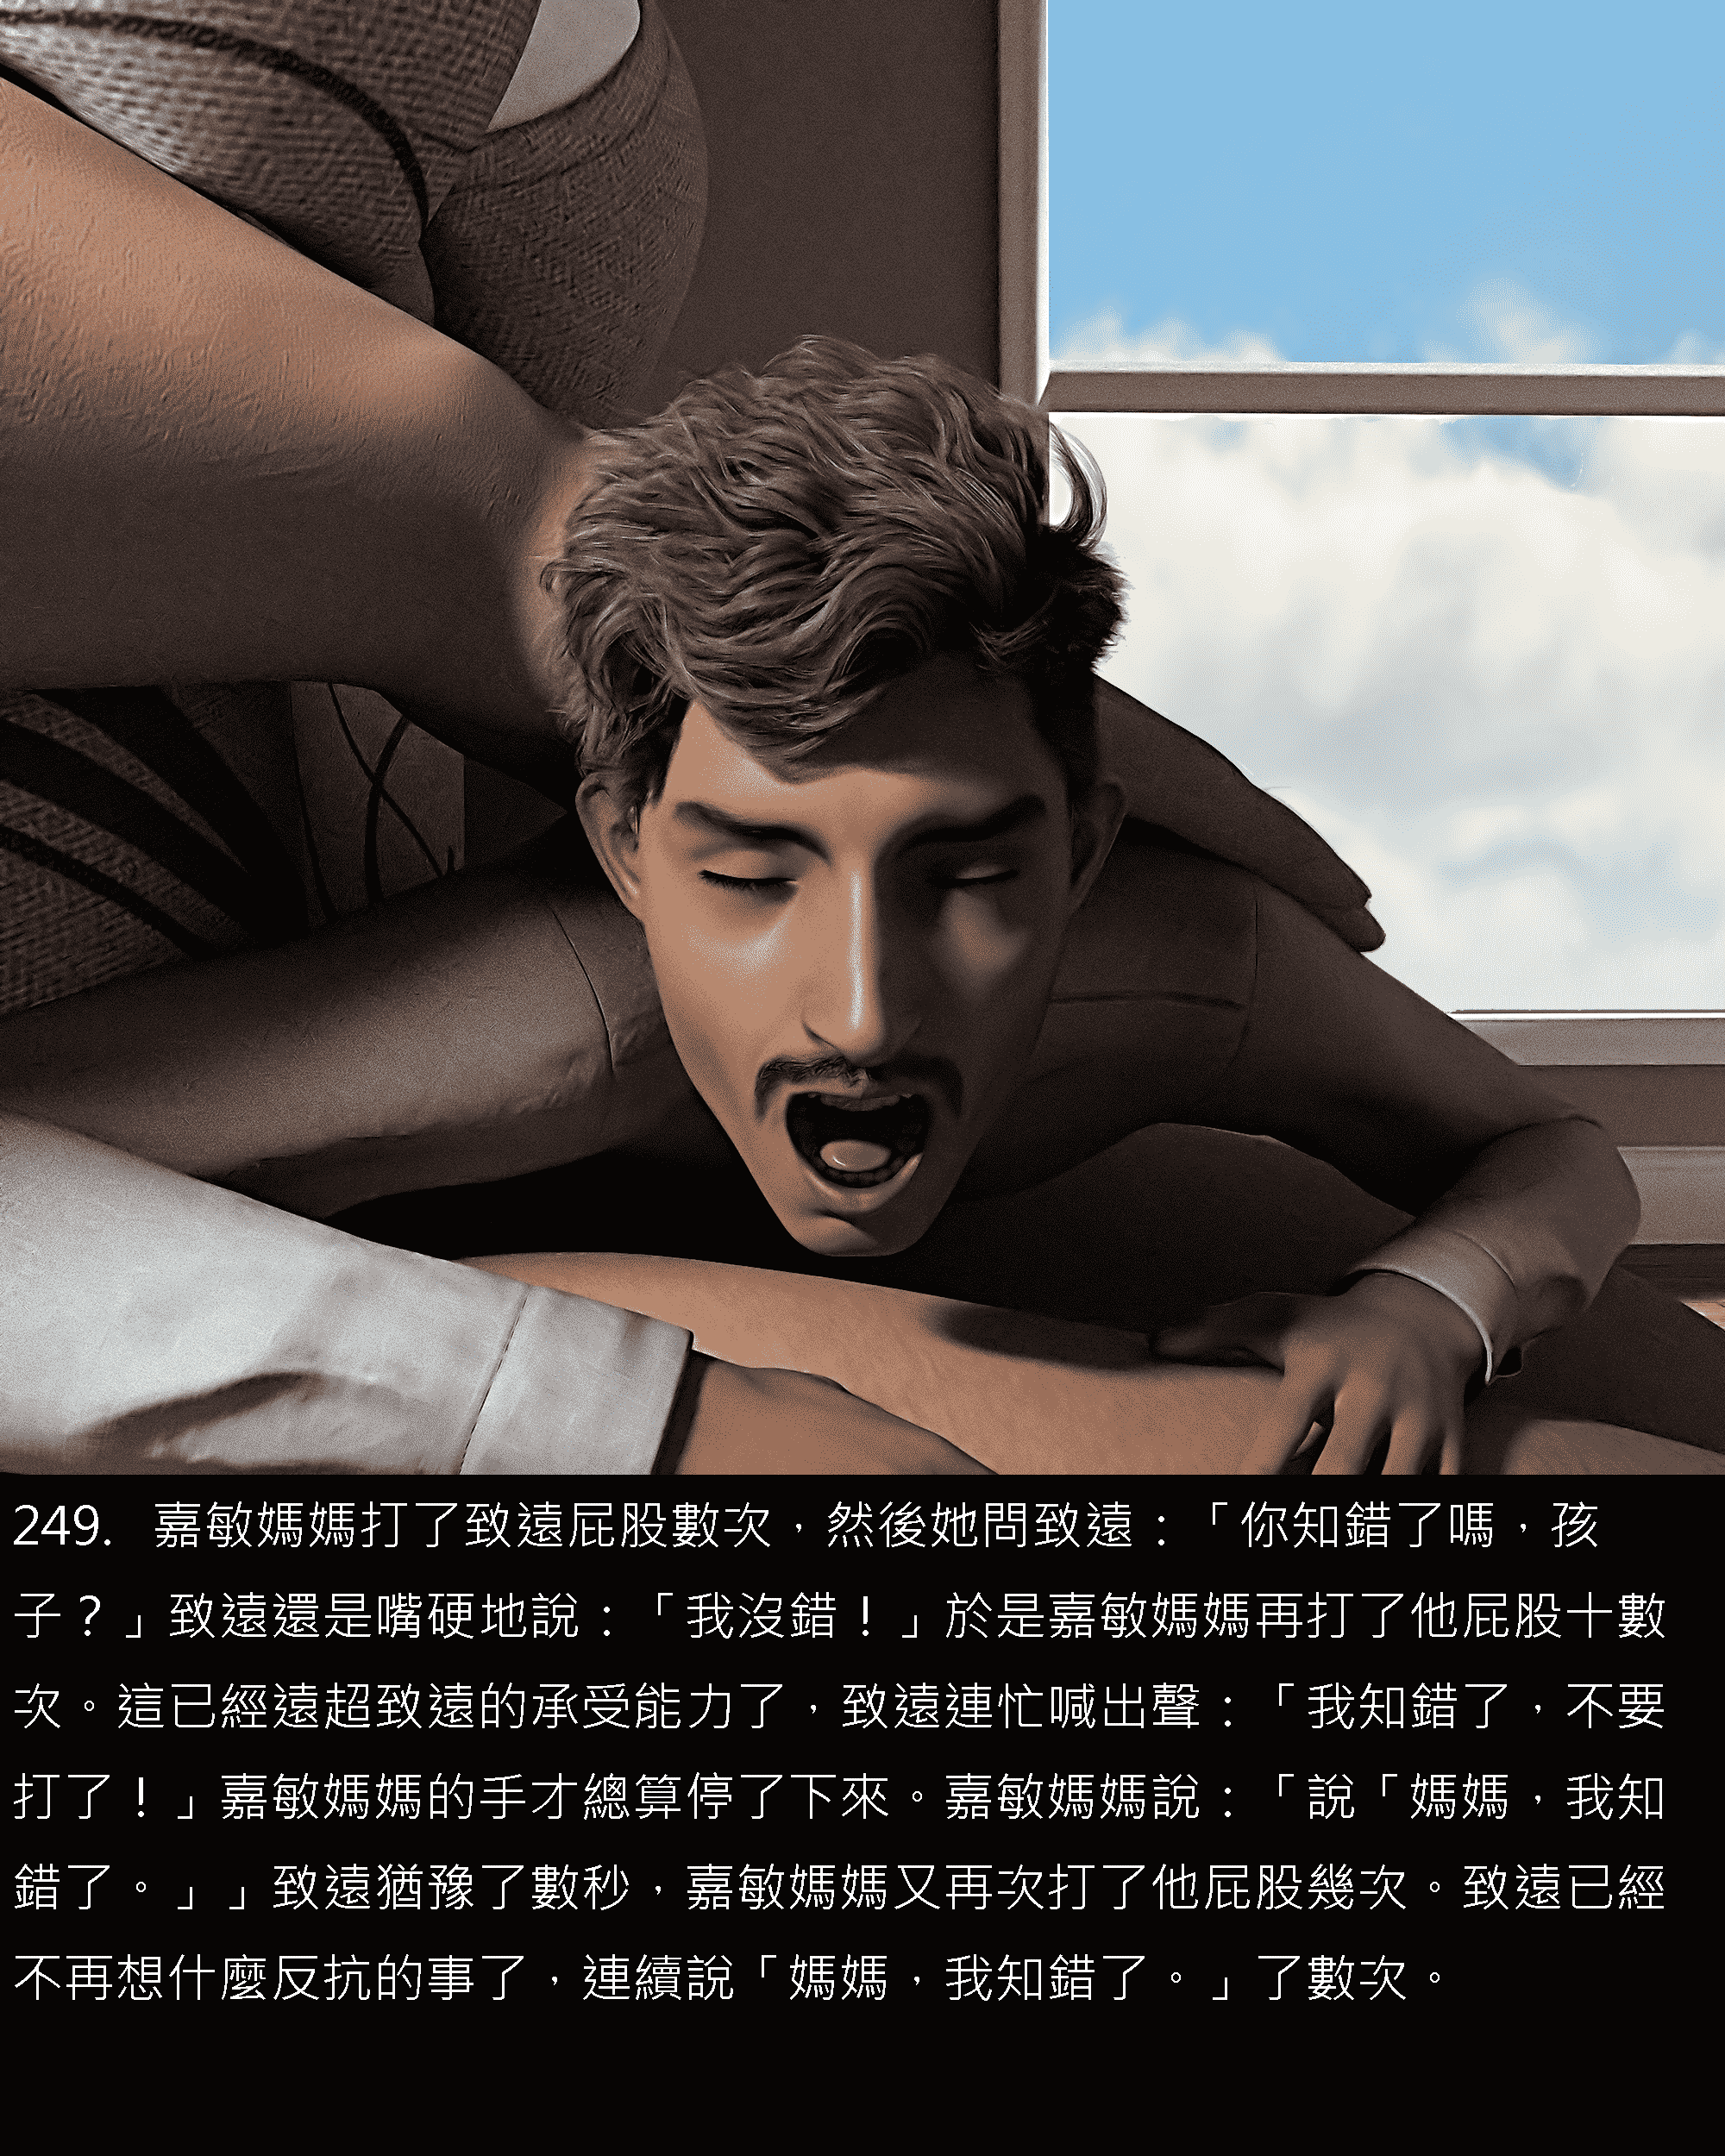 249. 嘉敏媽媽打了致遠屁股數次，然後她問致遠：「你知錯了嗎，孩
子？」致遠還是嘴硬地說：「我沒錯！」於是嘉敏媽媽再打了他屁股十數
次。這已經遠超致遠的承受能力了，致遠連忙喊出聲：「我知錯了，不要
打了！」嘉敏媽媽的手才總算停了下來。嘉敏媽媽說：「說「媽媽，我知
錯了。」」致遠猶豫了數秒，嘉敏媽媽又再次打了他屁股幾次。致遠已經
不再想什麼反抗的事了，連續說「媽媽，我知錯了。」了數次。